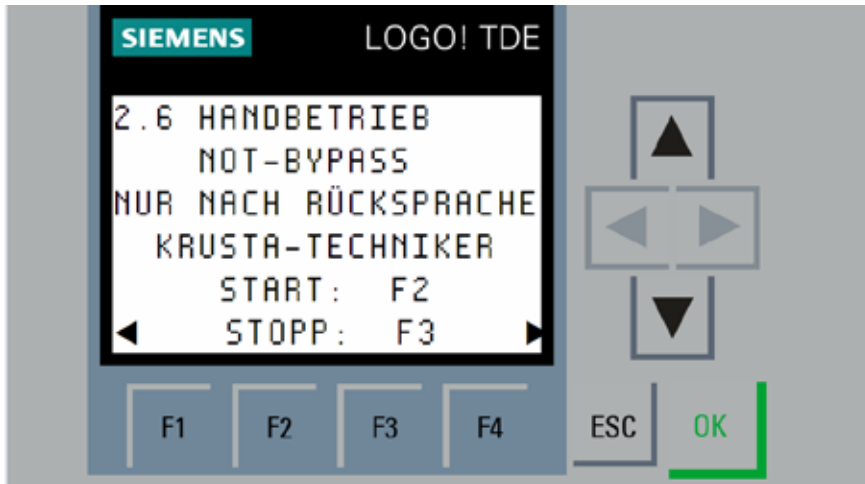 SIEMENS LOGO! TDE
2.6 HANDBETRIEB
NOT-BYPASS
NUR NACH RÜCKSPRACHE
KRUSTA-TECHNIKER
START: F2
STOPP: F3
F1 F2 F3 F4 ESC OK